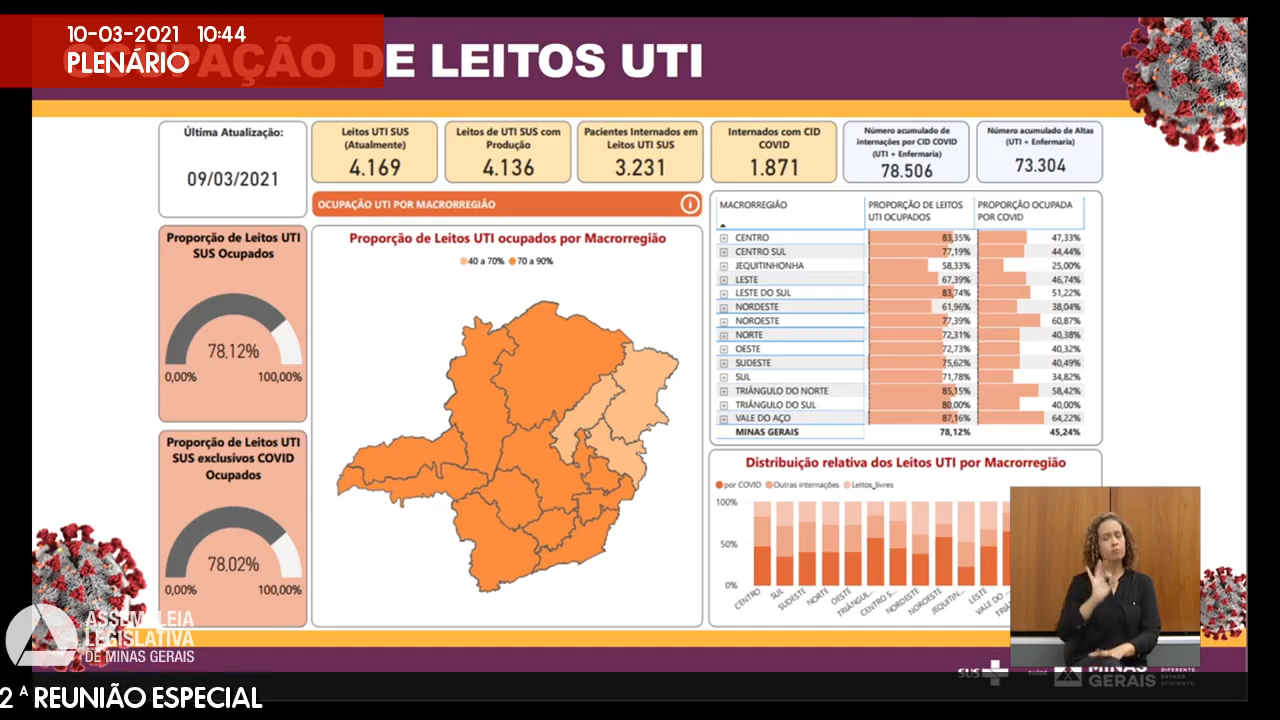 10-03-2021 10:44
PLENÁRIO
OCUPAÇÃO DE LEITOS UTI
Última Atualização:
09/03/2021
Leitos UTI SUS
(Atualmente)
4.169
Leitos de UTI SUS com
Produção
4.136
Pacientes Internados em
Leitos UTI SUS
3.231
Internados com CID
COVID
1.871
Número acumulado de
internações por CID COVID
(UTI + Enfermaria)
78.506
Número acumulado de Altas
(UTI + Enfermaria)
73.304
OCUPAÇÃO UTI POR MACRORREGIÃO
Proporção de Leitos UTI
SUS Ocupados
78.12%
0,00% 100,00%
Proporção de Leitos UTI
SUS exclusivos COVID
Ocupados
78.02%
0,00% 100,00%
Proporção de Leitos UTI ocupados por Macrorregião
40 a 70% 70 a 90%
MACRORREGIÃO PROPORÇÃO DE LEITOS UTI OCUPADOS PROPORÇÃO OCUPADA POR COVID
CENTRO 83,35% 47,33%
CENTRO SUL 77,19% 44,44%
JEQUITINHONHA 58,33% 25,00%
LESTE 67,39% 46,74%
LESTE DO SUL 83,74% 51,22%
NORDESTE 61,96% 38,04%
NOROESTE 77,39% 60,87%
NORTE 72,31% 40,38%
OESTE 72,73% 40,32%
SUDESTE 75,62% 40,49%
SUL 71,78% 34,82%
TRIÂNGULO DO NORTE 85,15% 58,42%
TRIÂNGULO DO SUL 80,00% 40,00%
VALE DO AÇO 87,16% 64,22%
MINAS GERAIS 78,12% 45,24%
Distribuição relativa dos Leitos UTI por Macrorregião
por COVID Outras internações Leitos_livres
100%
50%
0%
CENTRO SUL SUDESTE NORTE OESTE TRIÂNGUL... CENTRO S... NORDESTE NOROESTE JEQUITIN... LESTE VALE DO ...
ASSEMBLEIA
LEGISLATIVA
DE MINAS GERAIS
SUS
MINAS
GERAIS
DIFERENTE.
ESTADO
EFICIENTE.
2ª REUNIÃO ESPECIAL